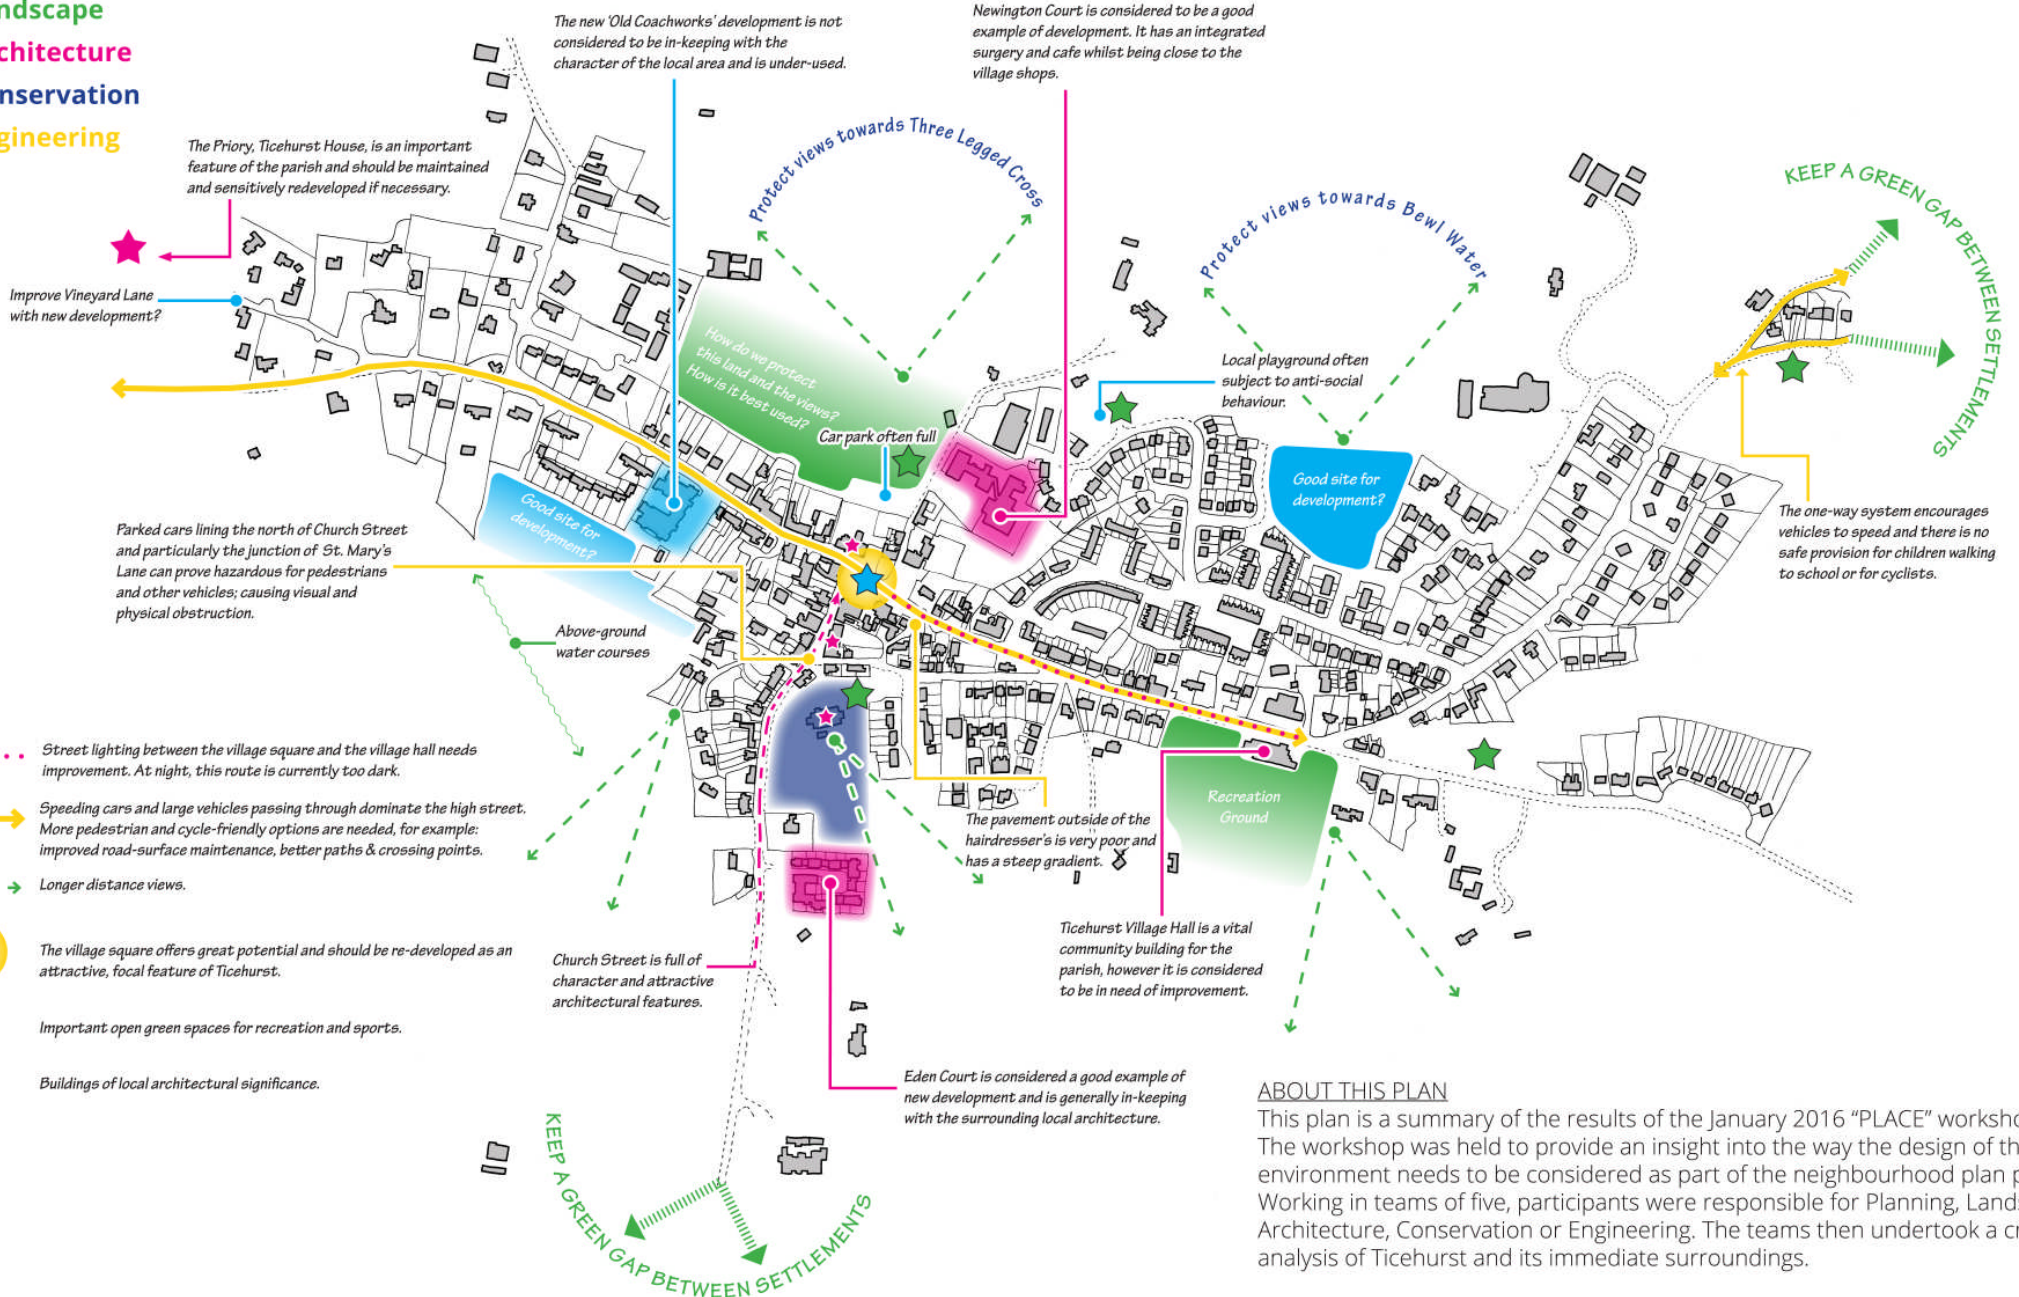 ndscape
chitecture
nservation
gineering
The new ‘Old Coachworks’ development is not
considered to be in-keeping with the
character of the local area and is under-used.
Newington Court is considered to be a good
example of development. It has an integrated
surgery and cafe whilst being close to the
village shops.
The Priory, Ticehurst House, is an important
feature of the parish and should be maintained
and sensitively redeveloped if necessary.
Protect views towards Three Legged Cross
Protect views towards Bewl Water
KEEP A GREEN GAP BETWEEN SETTLEMENTS
Improve Vineyard Lane
with new development?
How do we protect
this land and the views?
How is it best used?
Car park often full
Local playground often
subject to anti-social
behaviour.
Good site for
development?
Good site for
development?
The one-way system encourages
vehicles to speed and there is no
safe provision for children walking
to school or for cyclists.
Parked cars lining the north of Church Street
and particularly the junction of St. Mary's
Lane can prove hazardous for pedestrians
and other vehicles; causing visual and
physical obstruction.
Above-ground
water courses
Street lighting between the village square and the village hall needs
improvement. At night, this route is currently too dark.
Speeding cars and large vehicles passing through dominate the high street.
More pedestrian and cycle-friendly options are needed, for example:
improved road-surface maintenance, better paths & crossing points.
Longer distance views.
The village square offers great potential and should be re-developed as an
attractive, focal feature of Ticehurst.
Important open green spaces for recreation and sports.
Buildings of local architectural significance.
Recreation
Ground
The pavement outside of the
hairdresser's is very poor and
has a steep gradient.
Church Street is full of
character and attractive
architectural features.
Ticehurst Village Hall is a vital
community building for the
parish, however it is considered
to be in need of improvement.
Eden Court is considered a good example of
new development and is generally in-keeping
with the surrounding local architecture.
KEEP A GREEN GAP BETWEEN SETTLEMENTS
ABOUT THIS PLAN
This plan is a summary of the results of the January 2016 “PLACE” worksho
The workshop was held to provide an insight into the way the design of th
environment needs to be considered as part of the neighbourhood plan p
Working in teams of five, participants were responsible for Planning, Lands
Architecture, Conservation or Engineering. The teams then undertook a cr
analysis of Ticehurst and its immediate surroundings.